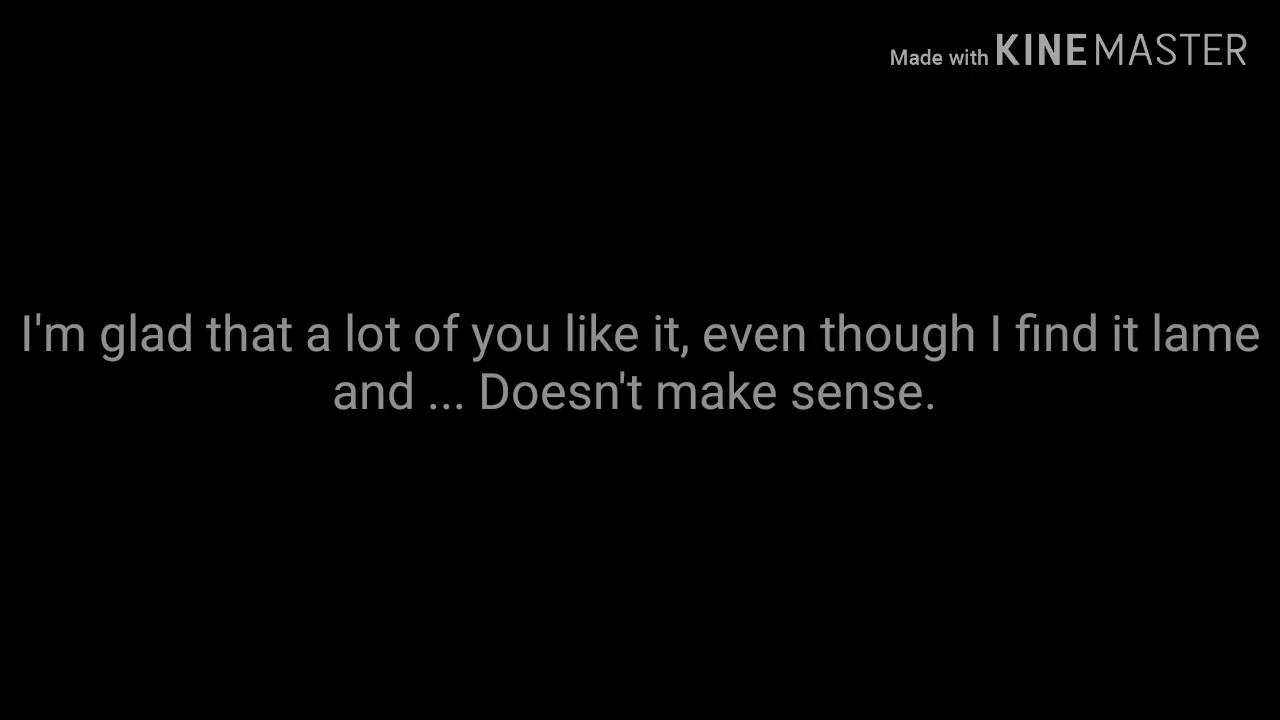 Made with KINEMASTER
I'm glad that a lot of you like it, even though I find it lame
and ... Doesn't make sense.